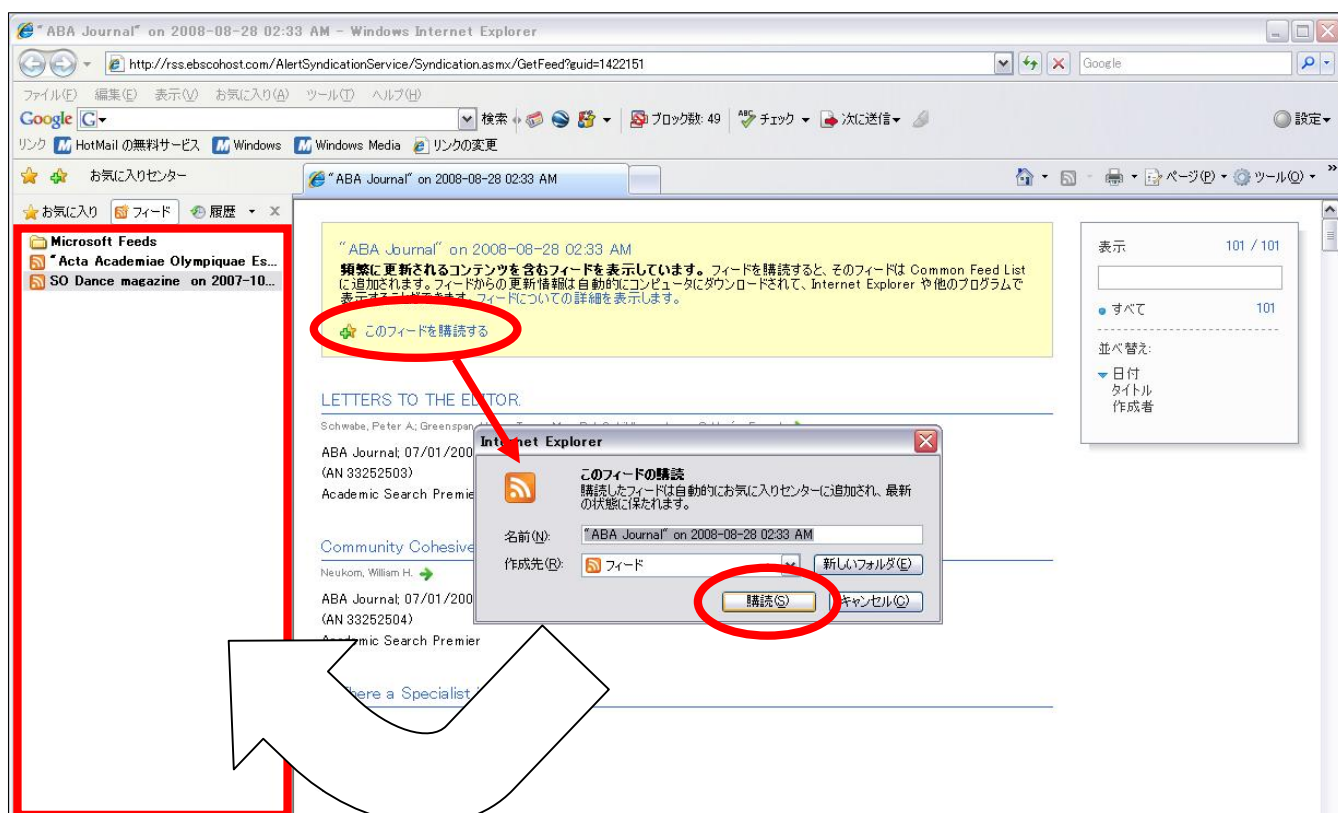 "ABA Journal" on 2008-08-28 02:33 AM - Windows Internet Explorer
http://rss.ebscohost.com/AlertSyndicationService/Syndication.asmx/GetFeed?guid=1422151
Google
ファイル(F) 編集(E) 表示(V) お気に入り(A) ツール(T) ヘルプ(H)
Google G 検索 ブロック数: 49 ABC チェック 次に送信 設定
リンク HotMail の無料サービス Windows Windows Media リンクの変更
お気に入りセンター "ABA Journal" on 2008-08-28 02:33 AM ページ(P) ツール(O) »
お気に入り フィード 履歴 x
Microsoft Feeds
"Acta Academiae Olympiquae Es...
SO Dance magazine on 2007-10...
"ABA Journal" on 2008-08-28 02:33 AM
頻繁に更新されるコンテンツを含むフィードを表示しています。フィードを購読すると、そのフィードは Common Feed List
に追加されます。フィードからの更新情報は自動的にコンピュータにダウンロードされて、Internet Explorer や他のプログラムで
表示することができます。フィードについての詳細を表示します。
このフィードを購読する
表示 101 / 101
すべて 101
並べ替え:
日付
タイトル
作成者
LETTERS TO THE EDITOR.
Schwabe, Peter A.; Greenspan,
ABA Journal; 07/01/200
(AN 33252503)
Academic Search Premie
Community Cohesive
Neukom, William H.
ABA Journal; 07/01/200
(AN 33252504)
Academic Search Premier
There a Specialist
Internet Explorer
このフィードの購読
購読したフィードは自動的にお気に入りセンターに追加され、最新
の状態に保たれます。
名前(N): "ABA Journal" on 2008-08-28 02:33 AM
作成先(R): フィード 新しいフォルダ(E)
購読(S) キャンセル(C)